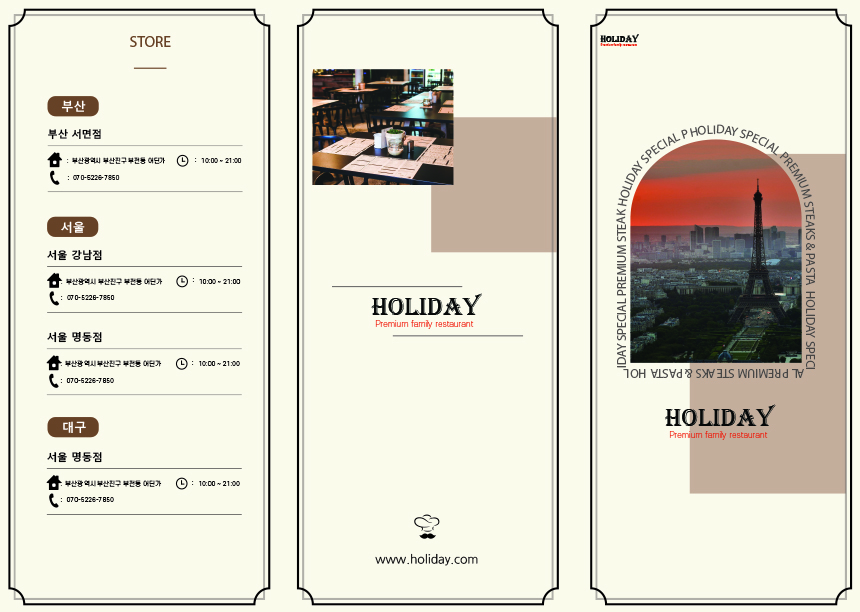 STORE
부산
부산 서면점
: 부산광역시 부산진구 부전동 어딘가
: 10:00 ~ 21:00
: 070-5226-7850
서울
서울 강남점
: 부산광역시 부산진구 부전동 어딘가
: 10:00 ~ 21:00
: 070-5226-7850
서울 명동점
: 부산광역시 부산진구 부전동 어딘가
: 10:00 ~ 21:00
: 070-5226-7850
대구
서울 명동점
: 부산광역시 부산진구 부전동 어딘가
: 10:00 ~ 21:00
: 070-5226-7850
HOLIDAY
Premium family restaurant
www.holiday.com
HOLIDAY
Premium family restaurant
IDAY SPECIAL PREMIUM STEAK HOLIDAY SPECIAL P HOLIDAY SPECIAL PREMIUM STEAKS & PASTA HOLIDAY SPECI
AL PREMIUM STEAKS & PASTA HOL
HOLIDAY
Premium family restaurant